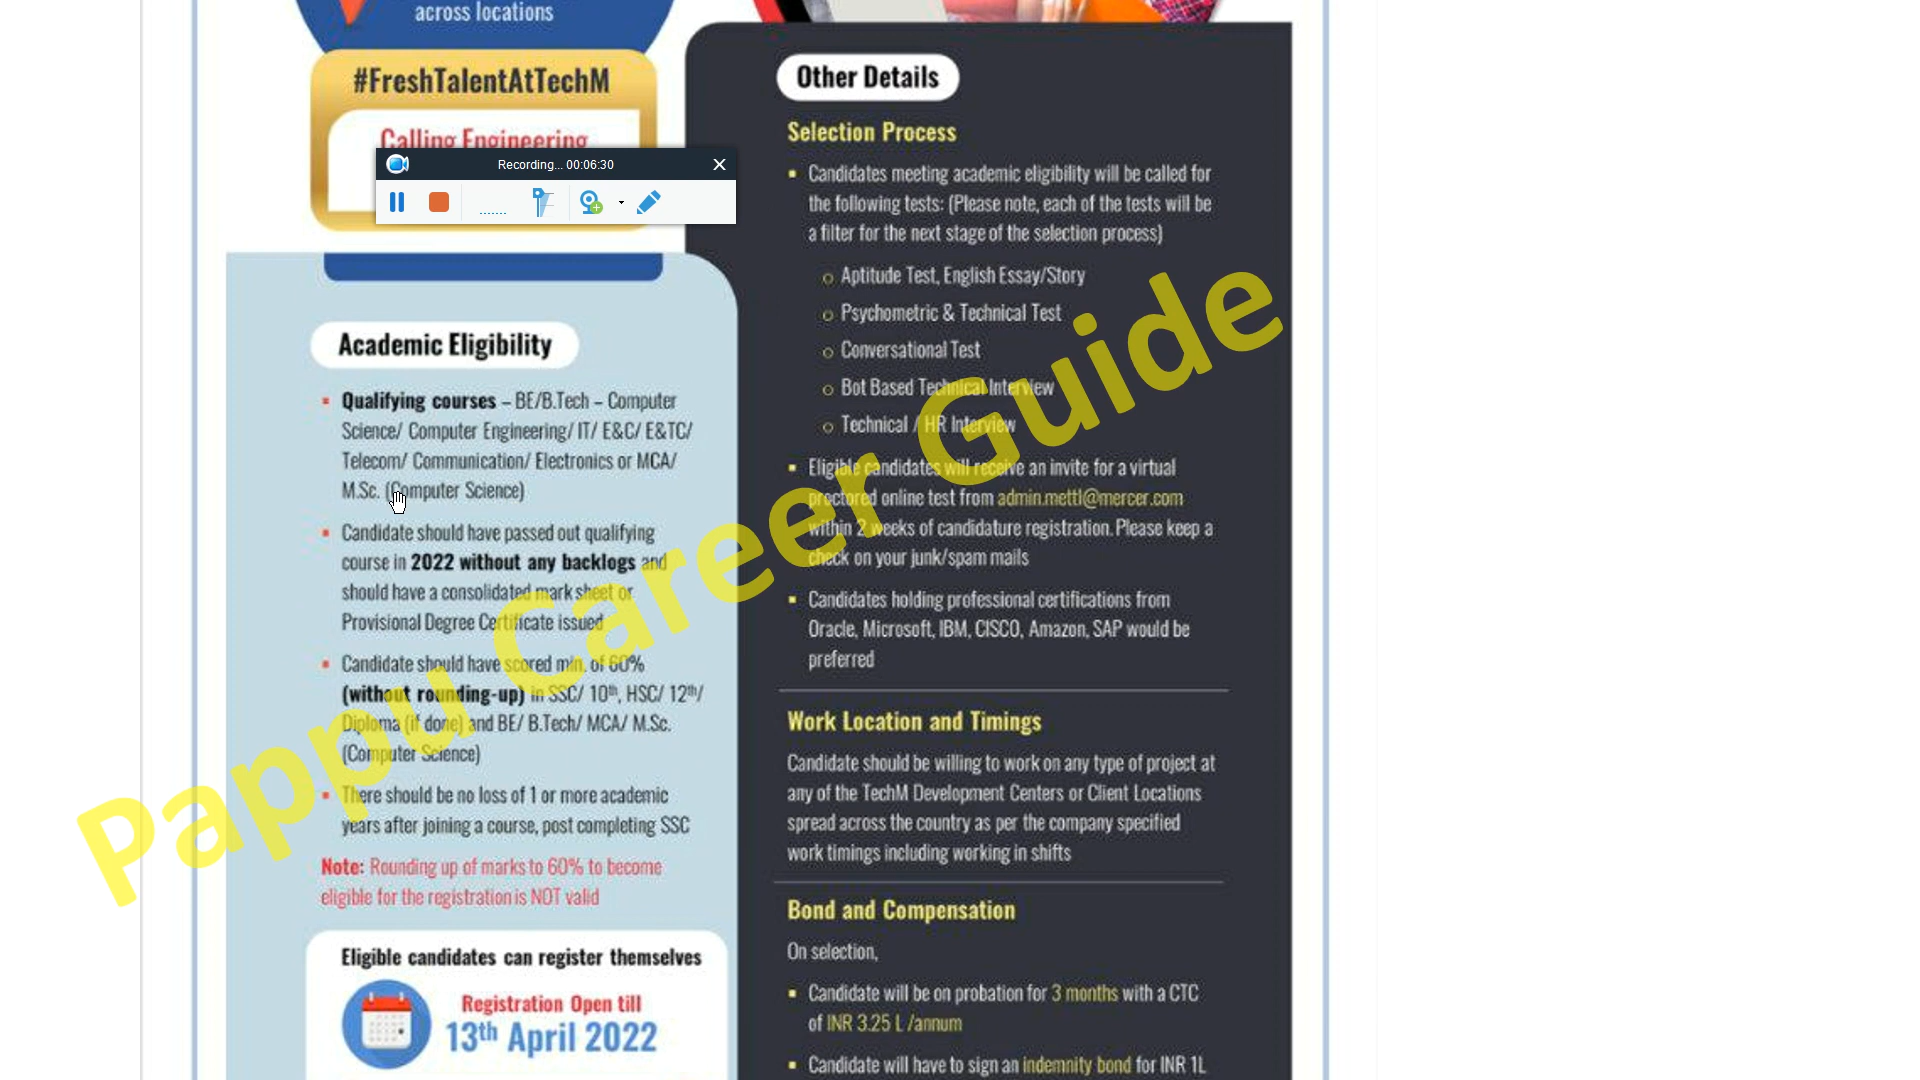 across locations
#FreshTalentAtTechM
Calling Engineering
Recording... 00:06:30
Academic Eligibility
Qualifying courses – BE/B.Tech – Computer
Science/ Computer Engineering/ IT/ E&C/ E&TC/
Telecom/ Communication/ Electronics or MCA/
M.Sc. (Computer Science)
Candidate should have passed out qualifying
course in 2022 without any backlogs and
should have a consolidated mark sheet or
Provisional Degree Certificate issued
Candidate should have scored min. of 60%
(without rounding-up) in SSC/ 10th, HSC/ 12th/
Diploma (if done) and BE/ B.Tech/ MCA/ M.Sc.
(Computer Science)
There should be no loss of 1 or more academic
years after joining a course, post completing SSC
Note: Rounding up of marks to 60% to become
eligible for the registration is NOT valid
Eligible candidates can register themselves
Registration Open till
13th April 2022
Other Details
Selection Process
Candidates meeting academic eligibility will be called for
the following tests: (Please note, each of the tests will be
a filter for the next stage of the selection process)
Aptitude Test, English Essay/Story
Psychometric & Technical Test
Conversational Test
Bot Based Technical Interview
Technical / HR Interview
Eligible candidates will receive an invite for a virtual
proctored online test from admin.mettl@mercer.com
within 2 weeks of candidature registration. Please keep a
check on your junk/spam mails
Candidates holding professional certifications from
Oracle, Microsoft, IBM, CISCO, Amazon, SAP would be
preferred
Work Location and Timings
Candidate should be willing to work on any type of project at
any of the TechM Development Centers or Client Locations
spread across the country as per the company specified
work timings including working in shifts
Bond and Compensation
On selection,
Candidate will be on probation for 3 months with a CTC
of INR 3.25 L /annum
Candidate will have to sign an indemnity bond for INR 1L
Pappu Career Guide